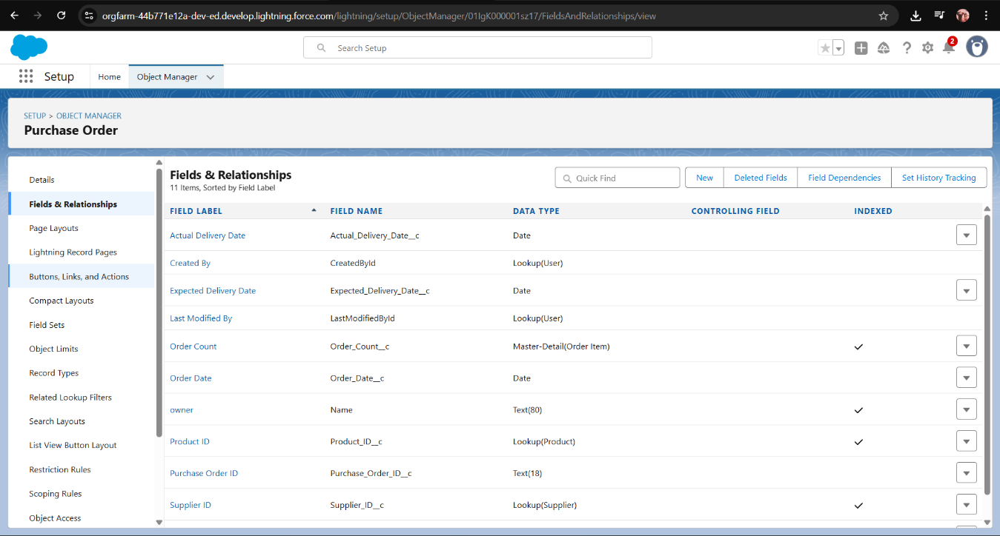 orgfarm-44b771e12a-dev-ed.develop.lightning.force.com/lightning/setup/ObjectManager/01IgK000001sz17/FieldsAndRelationships/view
Search Setup
2
Setup
Home
Object Manager
SETUP > OBJECT MANAGER
Purchase Order
Details
Fields & Relationships
Page Layouts
Lightning Record Pages
Buttons, Links, and Actions
Compact Layouts
Field Sets
Object Limits
Record Types
Related Lookup Filters
Search Layouts
List View Button Layout
Restriction Rules
Scoping Rules
Object Access
Fields & Relationships
11 Items, Sorted by Field Label
Quick Find
New
Deleted Fields
Field Dependencies
Set History Tracking
FIELD LABEL FIELD NAME DATA TYPE CONTROLLING FIELD INDEXED
Actual Delivery Date Actual_Delivery_Date__c Date
Created By CreatedById Lookup(User)
Expected Delivery Date Expected_Delivery_Date__c Date
Last Modified By LastModifiedById Lookup(User)
Order Count Order_Count__c Master-Detail(Order Item)
Order Date Order_Date__c Date
owner Name Text(80)
Product ID Product_ID__c Lookup(Product)
Purchase Order ID Purchase_Order_ID__c Text(18)
Supplier ID Supplier_ID__c Lookup(Supplier)